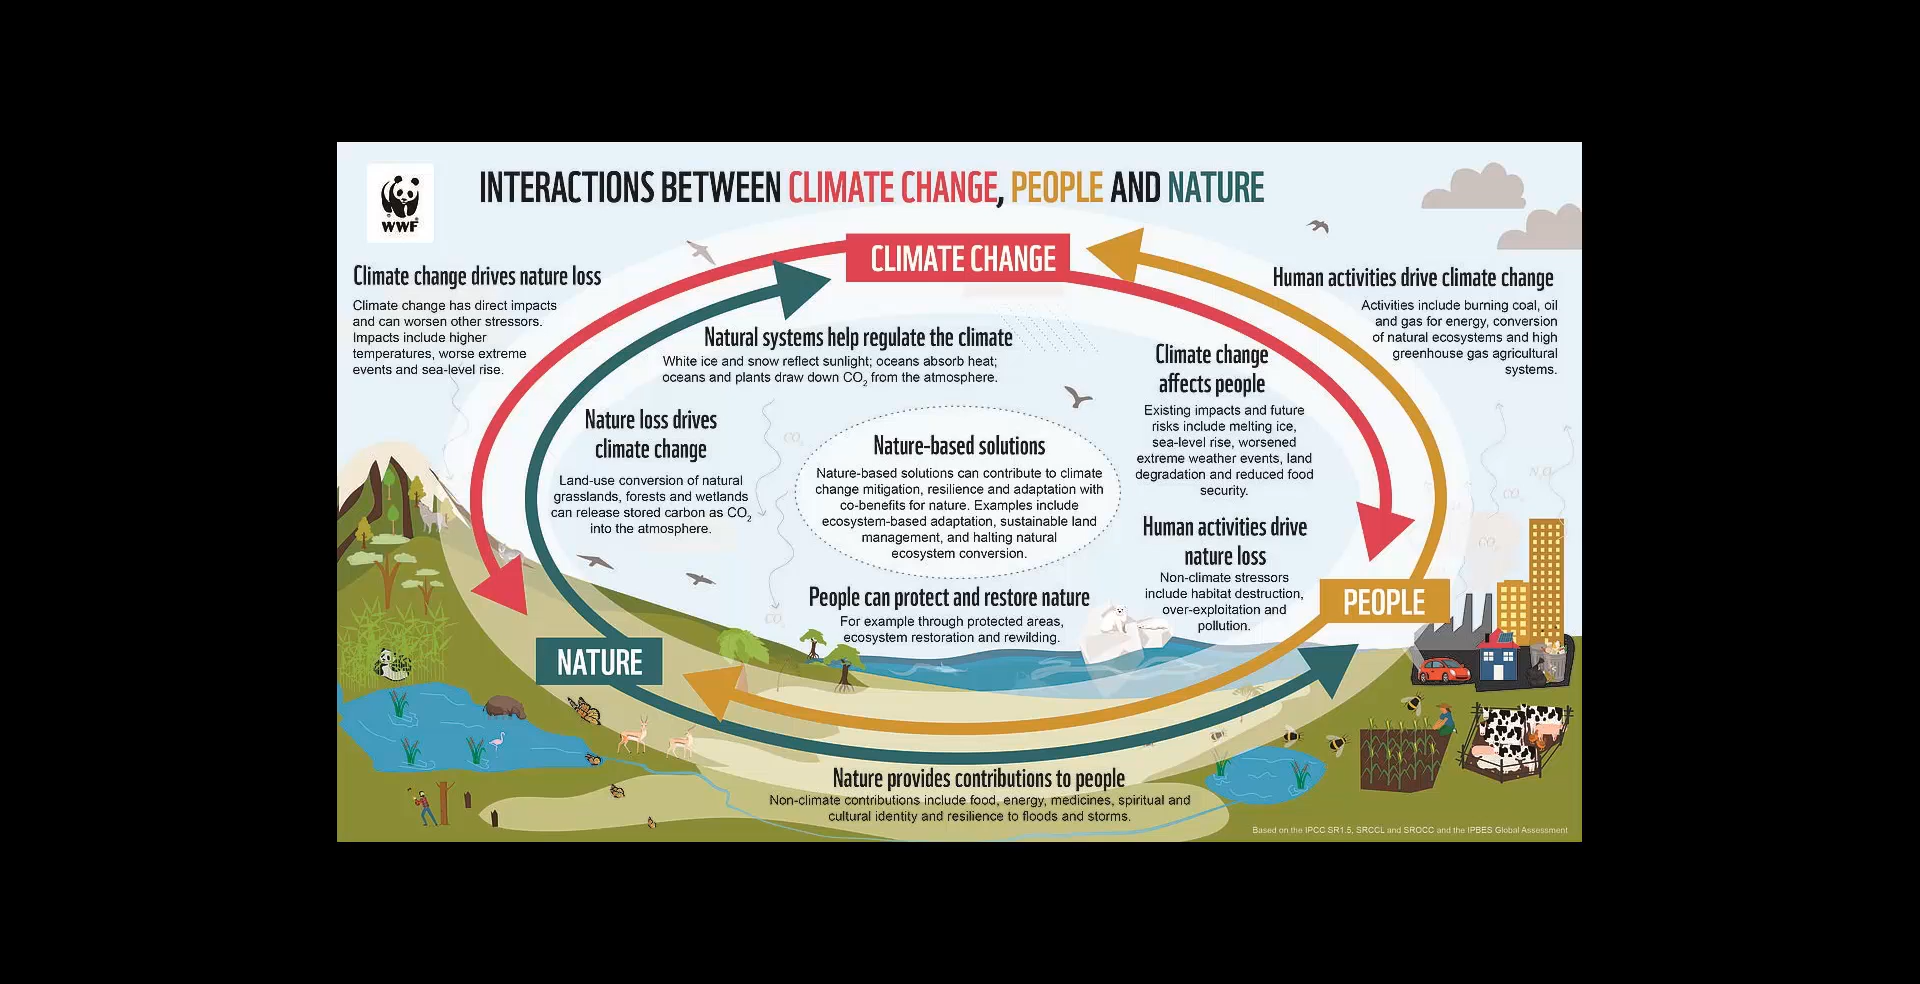 WWF
INTERACTIONS BETWEEN CLIMATE CHANGE, PEOPLE AND NATURE
CLIMATE CHANGE
Climate change drives nature loss
Climate change has direct impacts
and can worsen other stressors.
Impacts include higher
temperatures, worse extreme
events and sea-level rise.
Human activities drive climate change
Activities include burning coal, oil
and gas for energy, conversion
of natural ecosystems and high
greenhouse gas agricultural
systems.
Natural systems help regulate the climate
White ice and snow reflect sunlight; oceans absorb heat;
oceans and plants draw down CO₂ from the atmosphere.
Climate change
affects people
Existing impacts and future
risks include melting ice,
sea-level rise, worsened
extreme weather events, land
degradation and reduced food
security.
Nature loss drives
climate change
Land-use conversion of natural
grasslands, forests and wetlands
can release stored carbon as CO₂
into the atmosphere.
CO₂
Nature-based solutions
Nature-based solutions can contribute to climate
change mitigation, resilience and adaptation with
co-benefits for nature. Examples include
ecosystem-based adaptation, sustainable land
management, and halting natural
ecosystem conversion.
N₂O
CO₂
CO₂
Human activities drive
nature loss
Non-climate stressors
include habitat destruction,
over-exploitation and
pollution.
People can protect and restore nature
For example through protected areas,
ecosystem restoration and rewilding.
CO₂
PEOPLE
NATURE
Nature provides contributions to people
Non-climate contributions include food, energy, medicines, spiritual and
cultural identity and resilience to floods and storms.
Based on the IPCC SR1.5, SRCCL and SROCC and the IPBES Global Assessment